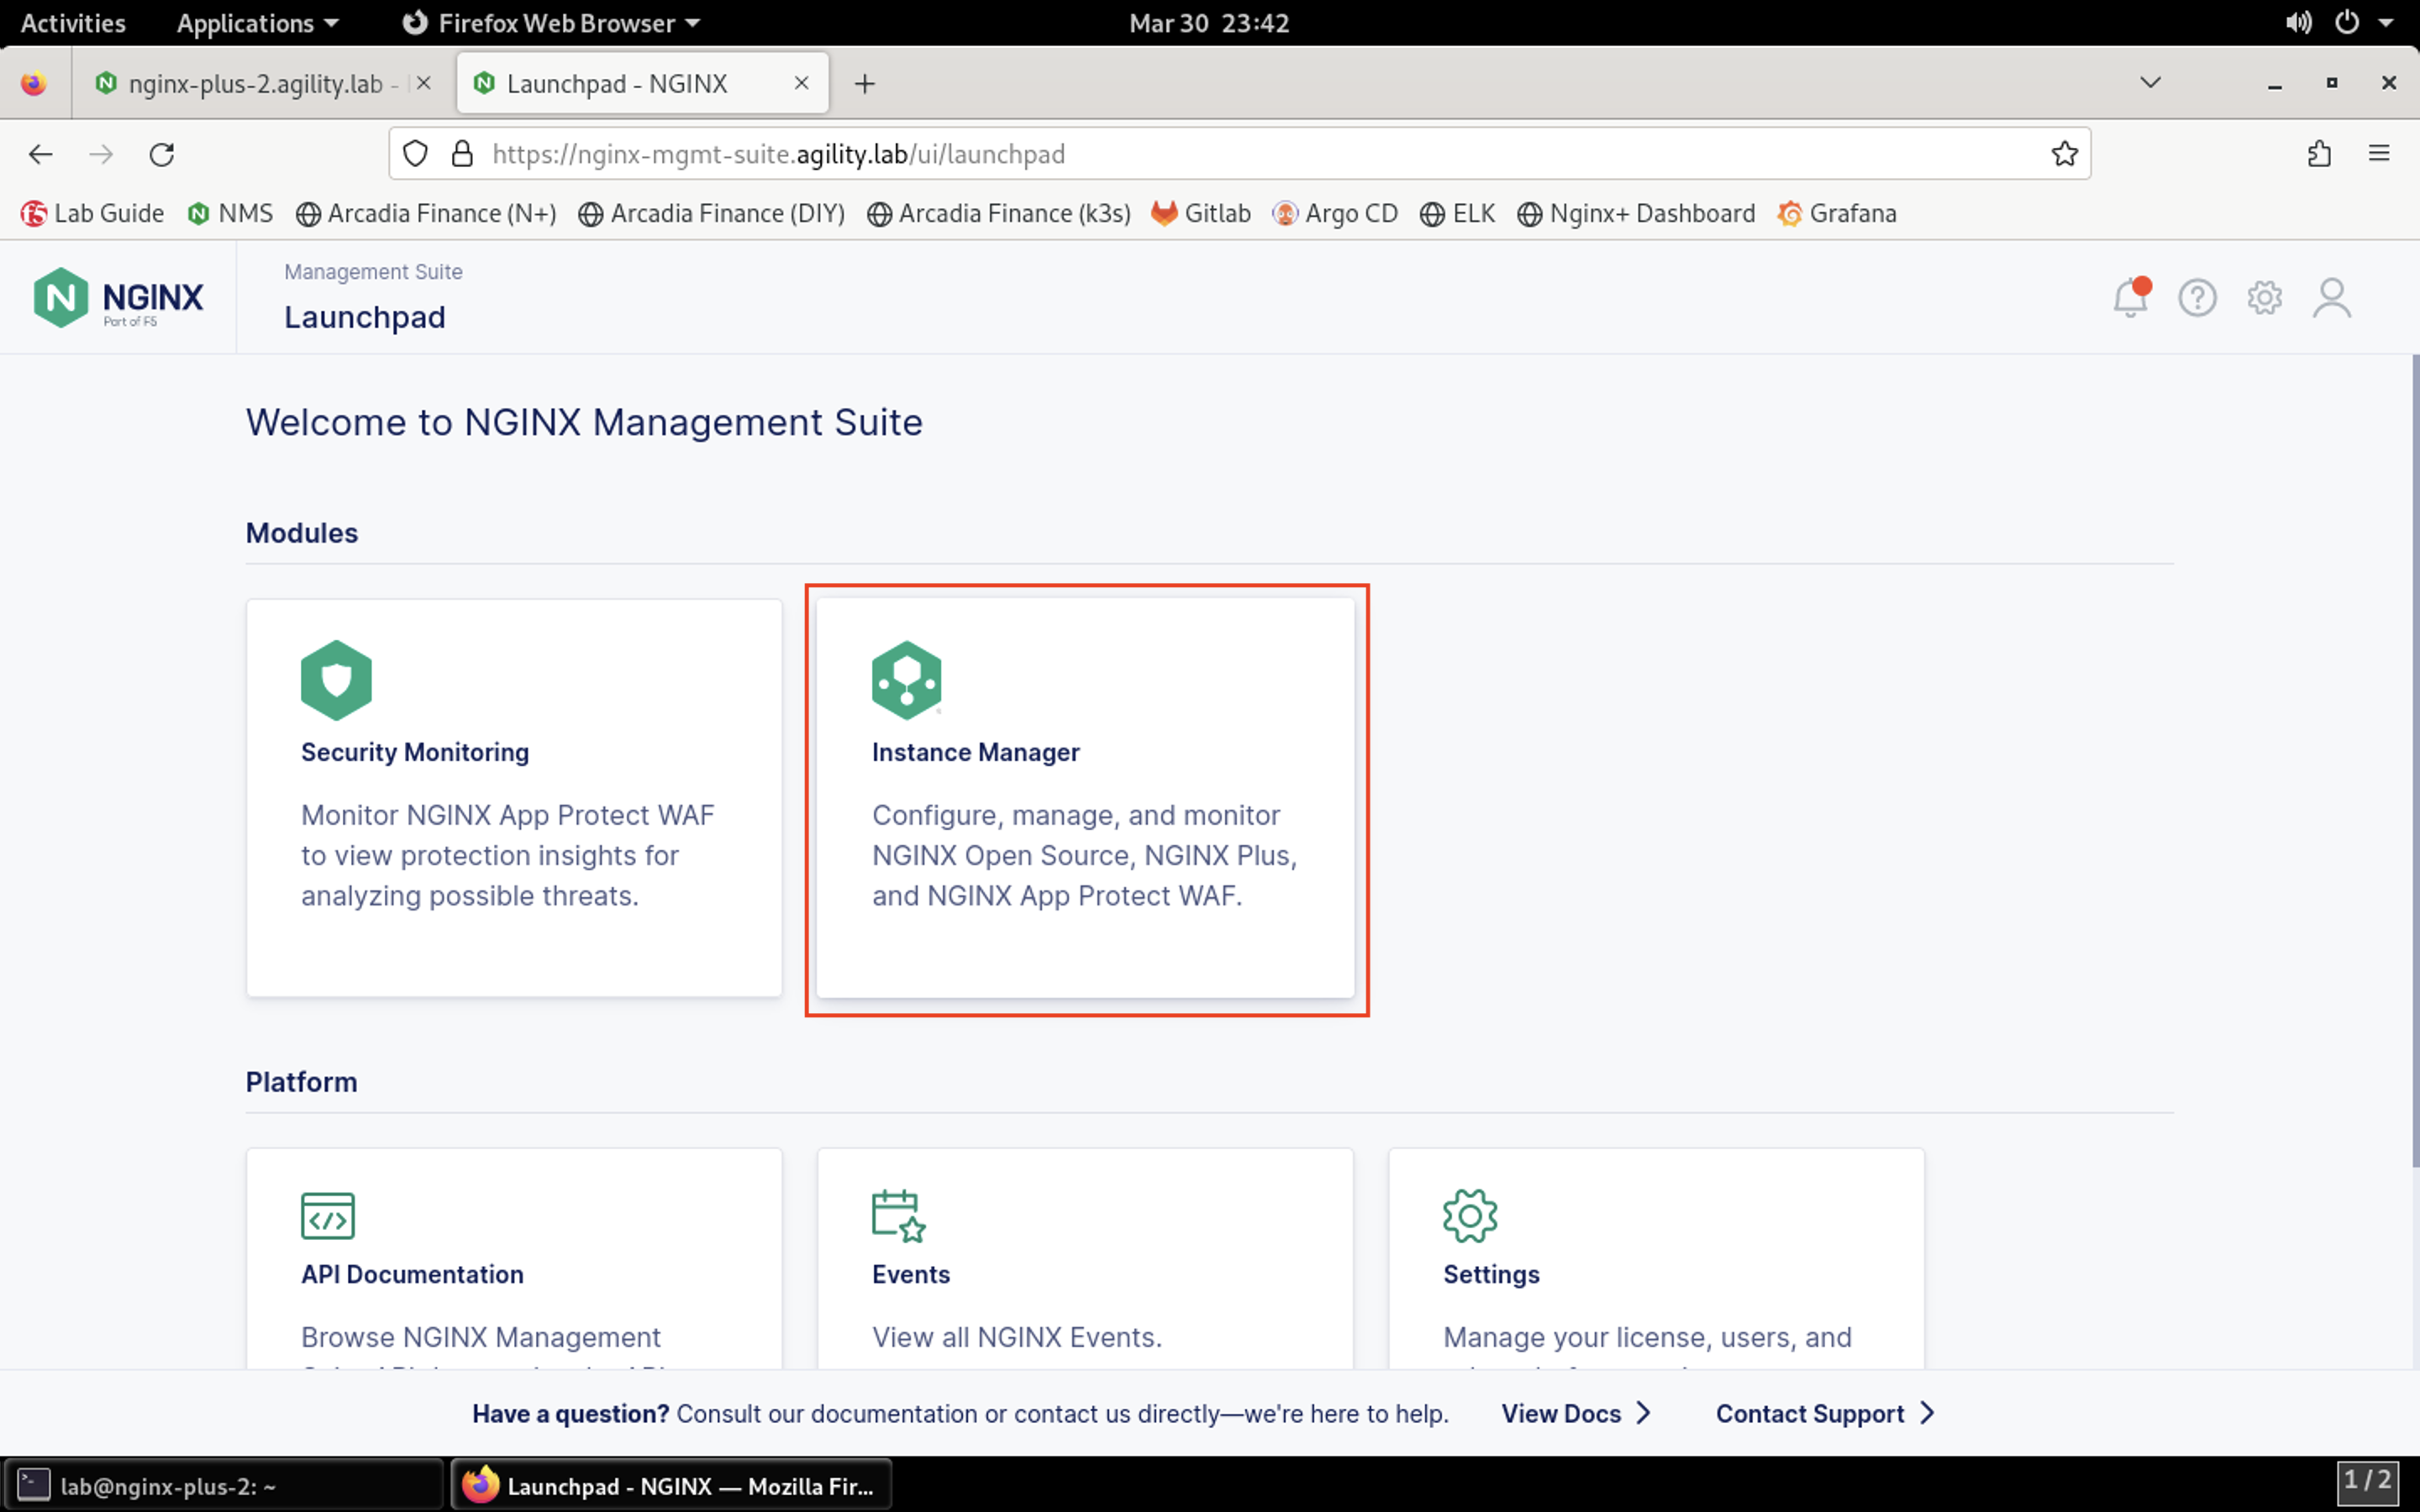 Activities Applications Firefox Web Browser Mar 30 23:42
nginx-plus-2.agility.lab - Launchpad - NGINX
https://nginx-mgmt-suite.agility.lab/ui/launchpad
Lab Guide NMS Arcadia Finance (N+) Arcadia Finance (DIY) Arcadia Finance (k3s) Gitlab Argo CD ELK Nginx+ Dashboard Grafana
NGINX
Part of F5
Management Suite
Launchpad
Welcome to NGINX Management Suite
Modules
Security Monitoring
Monitor NGINX App Protect WAF
to view protection insights for
analyzing possible threats.
Instance Manager
Configure, manage, and monitor
NGINX Open Source, NGINX Plus,
and NGINX App Protect WAF.
Platform
API Documentation
Browse NGINX Management
Events
View all NGINX Events.
Settings
Manage your license, users, and
Have a question? Consult our documentation or contact us directly—we're here to help. View Docs Contact Support
lab@nginx-plus-2: ~ Launchpad - NGINX — Mozilla Fir... 1 / 2